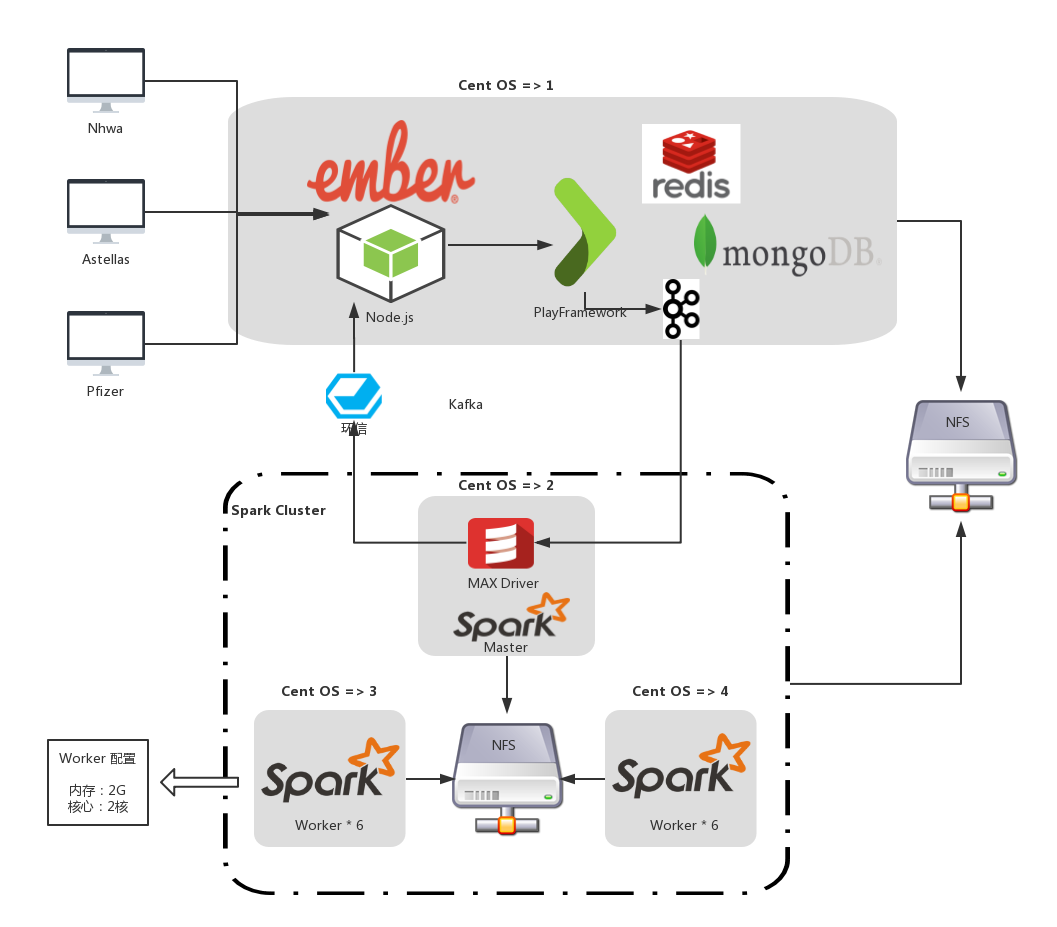 Nhwa
Astellas
Pfizer
Cent OS => 1
ember®
Node.js
PlayFramework
redis
mongoDB.
环信
Kafka
NFS
Spark Cluster
Cent OS => 2
MAX Driver
Spark
Master
Cent OS => 3
Spark
Worker * 6
NFS
Cent OS => 4
Spark
Worker * 6
Worker 配置
内存：2G
核心：2核